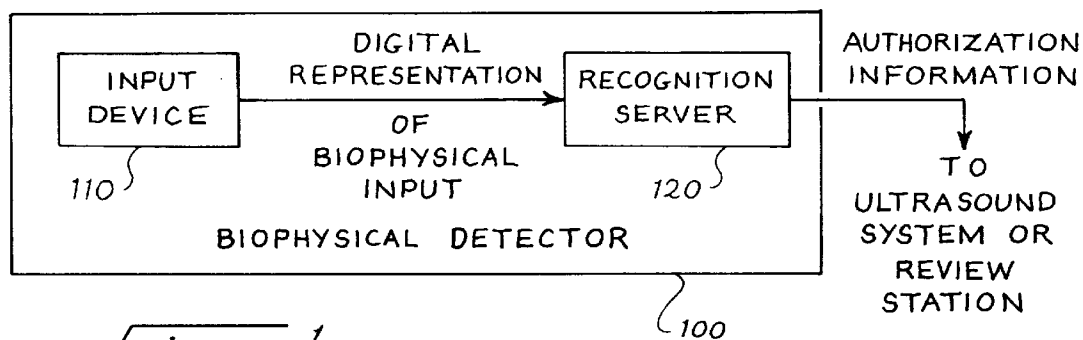 INPUT
DEVICE
110
DIGITAL
REPRESENTATION
OF
BIOPHYSICAL
INPUT
RECOGNITION
SERVER
120
BIOPHYSICAL DETECTOR
100
AUTHORIZATION
INFORMATION
TO
ULTRASOUND
SYSTEM OR
REVIEW
STATION
1